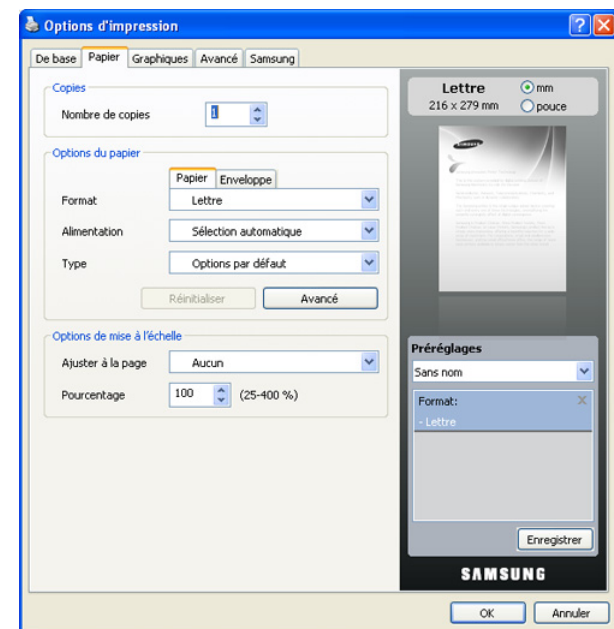 Options d'impression
De base Papier Graphiques Avancé Samsung
Copies
Nombre de copies 1
Options du papier
Papier Enveloppe
Format Lettre
Alimentation Sélection automatique
Type Options par défaut
Réinitialiser Avancé
Options de mise à l'échelle
Ajuster à la page Aucun
Pourcentage 100 (25-400 %)
Lettre
216 x 279 mm
mm
pouce
SAMSUNG
Préréglages
Sans nom
Format:
- Lettre
Enregistrer
SAMSUNG
OK Annuler